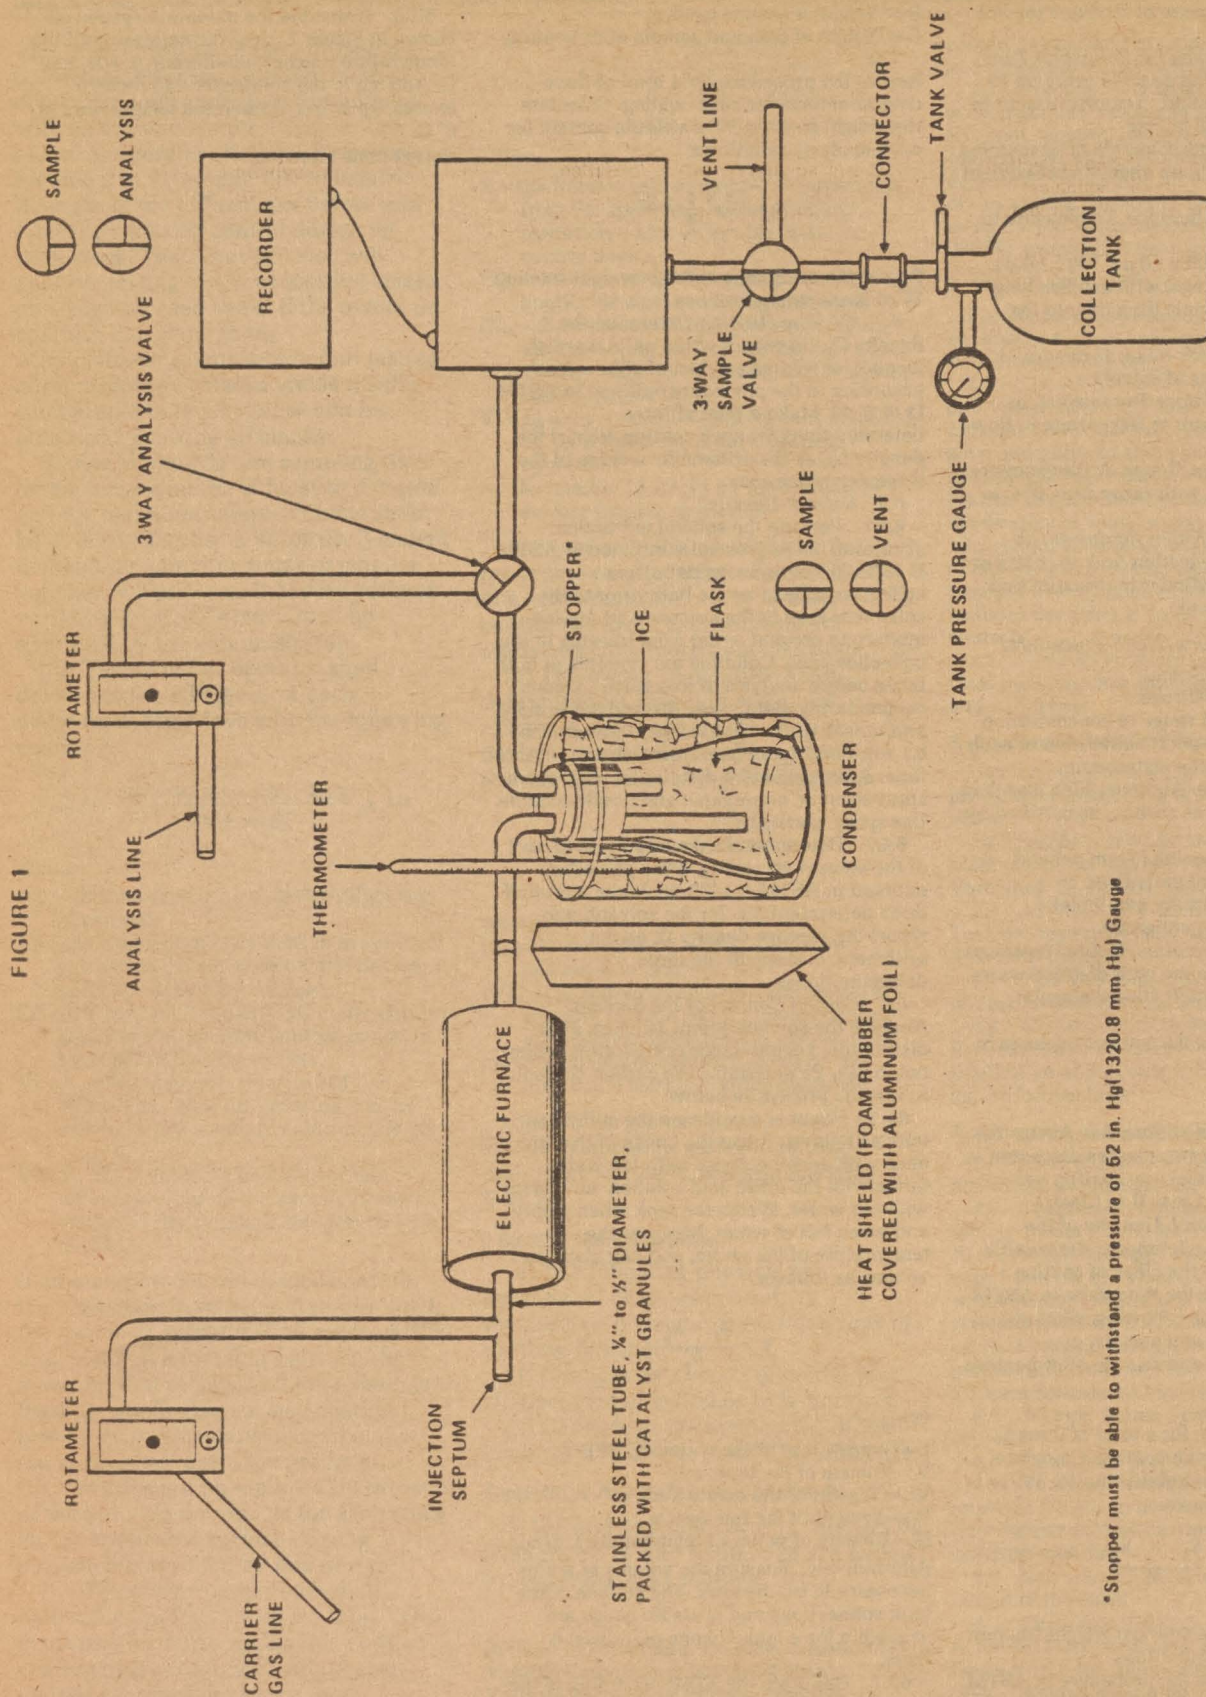 FIGURE 1
SAMPLE
ANALYSIS
3-WAY ANALYSIS VALVE
RECORDER
ROTAMETER
ANALYSIS LINE
THERMOMETER
STOPPER*
ICE
FLASK
CONDENSER
SAMPLE
VENT
3-WAY
SAMPLE
VALVE
VENT LINE
CONNECTOR
TANK VALVE
COLLECTION
TANK
TANK PRESSURE GAUGE
ROTAMETER
CARRIER
GAS LINE
INJECTION
SEPTUM
ELECTRIC FURNACE
STAINLESS STEEL TUBE, ¼" to ½" DIAMETER,
PACKED WITH CATALYST GRANULES
HEAT SHIELD (FOAM RUBBER
COVERED WITH ALUMINUM FOIL)
*Stopper must be able to withstand a pressure of 52 in. Hg(1320.8 mm Hg) Gauge